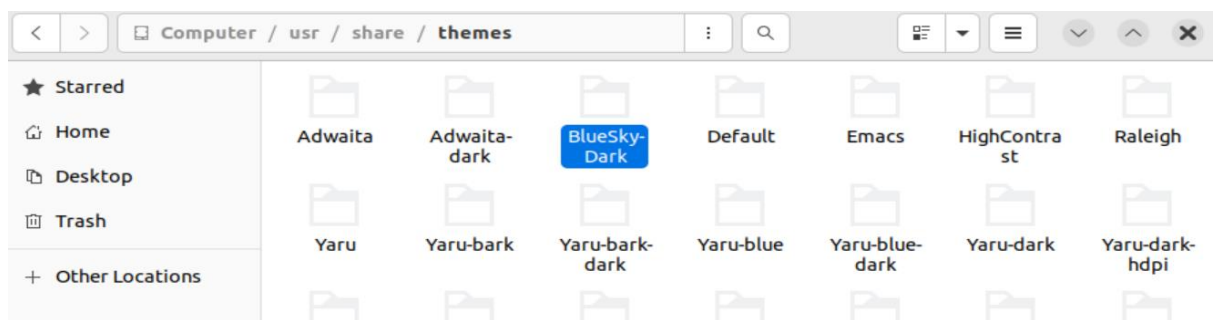 Computer / usr / share / themes
Starred
Home
Desktop
Trash
+ Other Locations
Adwaita
Adwaita-
dark
BlueSky-
Dark
Default
Emacs
HighContra
st
Raleigh
Yaru
Yaru-bark
Yaru-bark-
dark
Yaru-blue
Yaru-blue-
dark
Yaru-dark
Yaru-dark-
hdpi